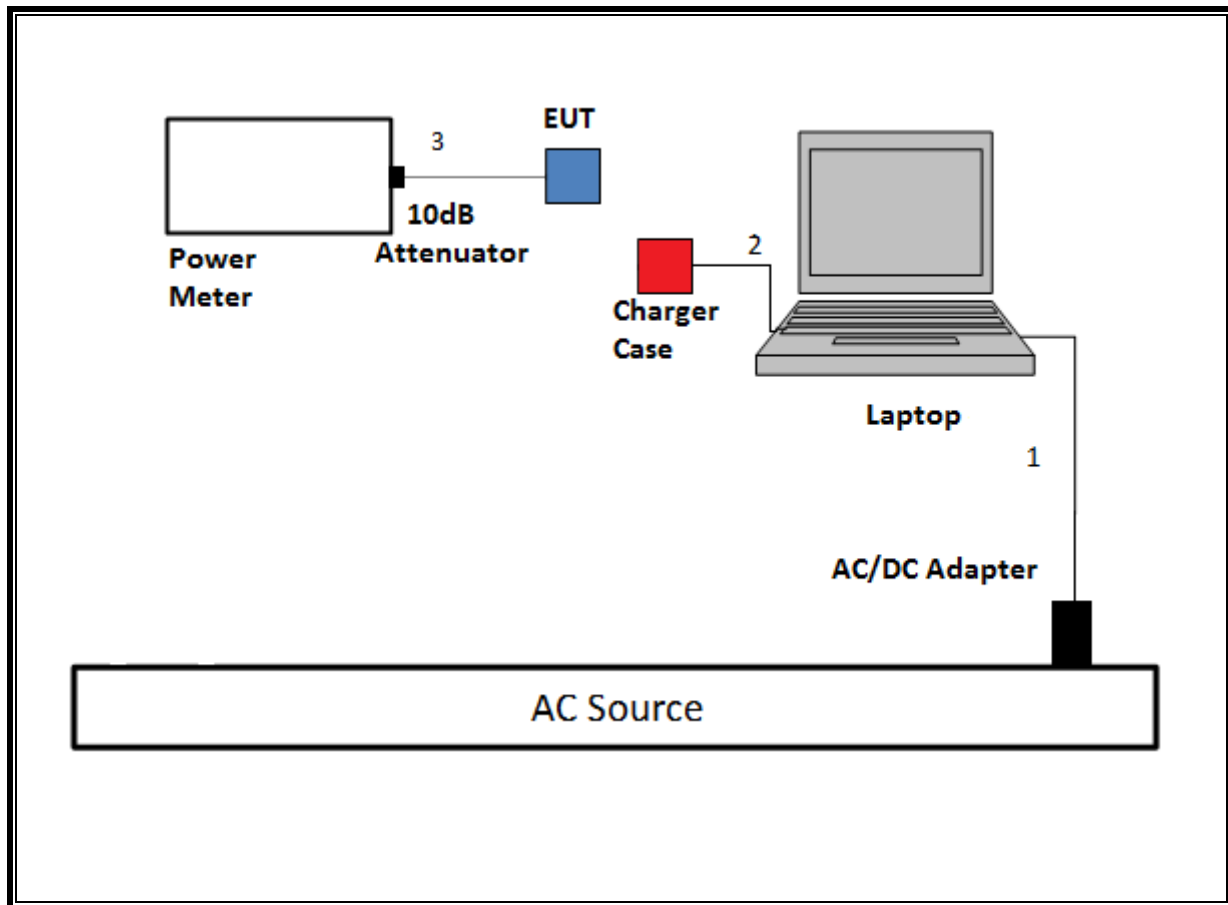 EUT
3
10dB
Attenuator
Power
Meter
2
Charger
Case
Laptop
1
AC/DC Adapter
AC Source